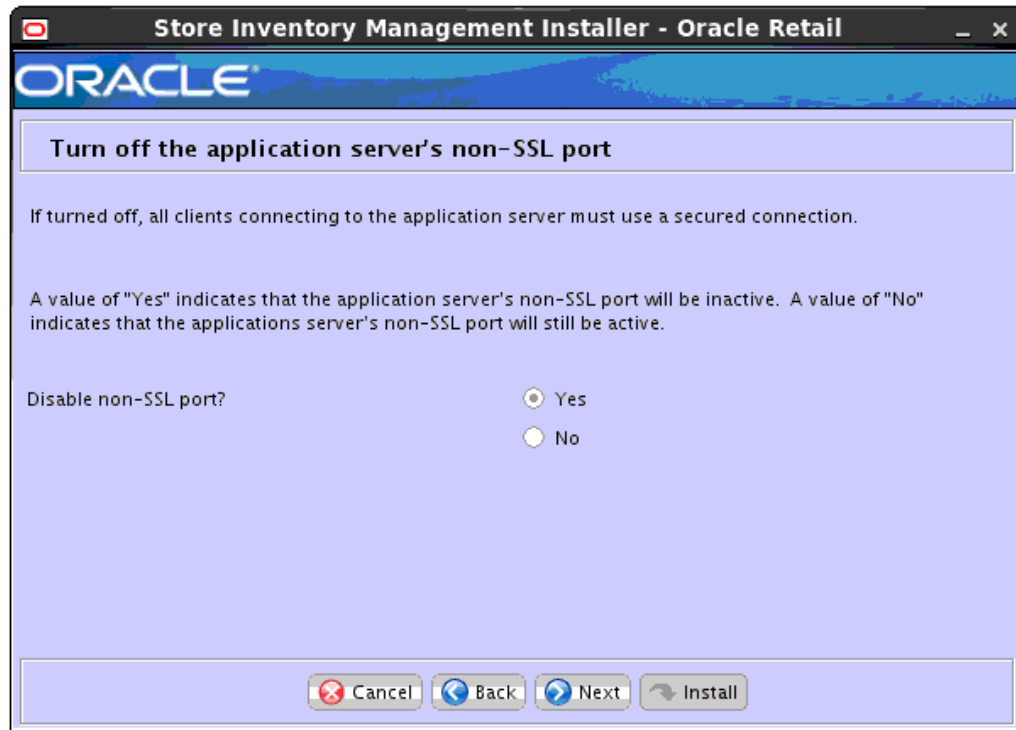 Store Inventory Management Installer - Oracle Retail
ORACLE
Turn off the application server's non-SSL port
If turned off, all clients connecting to the application server must use a secured connection.
A value of "Yes" indicates that the application server's non-SSL port will be inactive. A value of "No"
indicates that the applications server's non-SSL port will still be active.
Disable non-SSL port?
Yes
No
Cancel Back Next Install